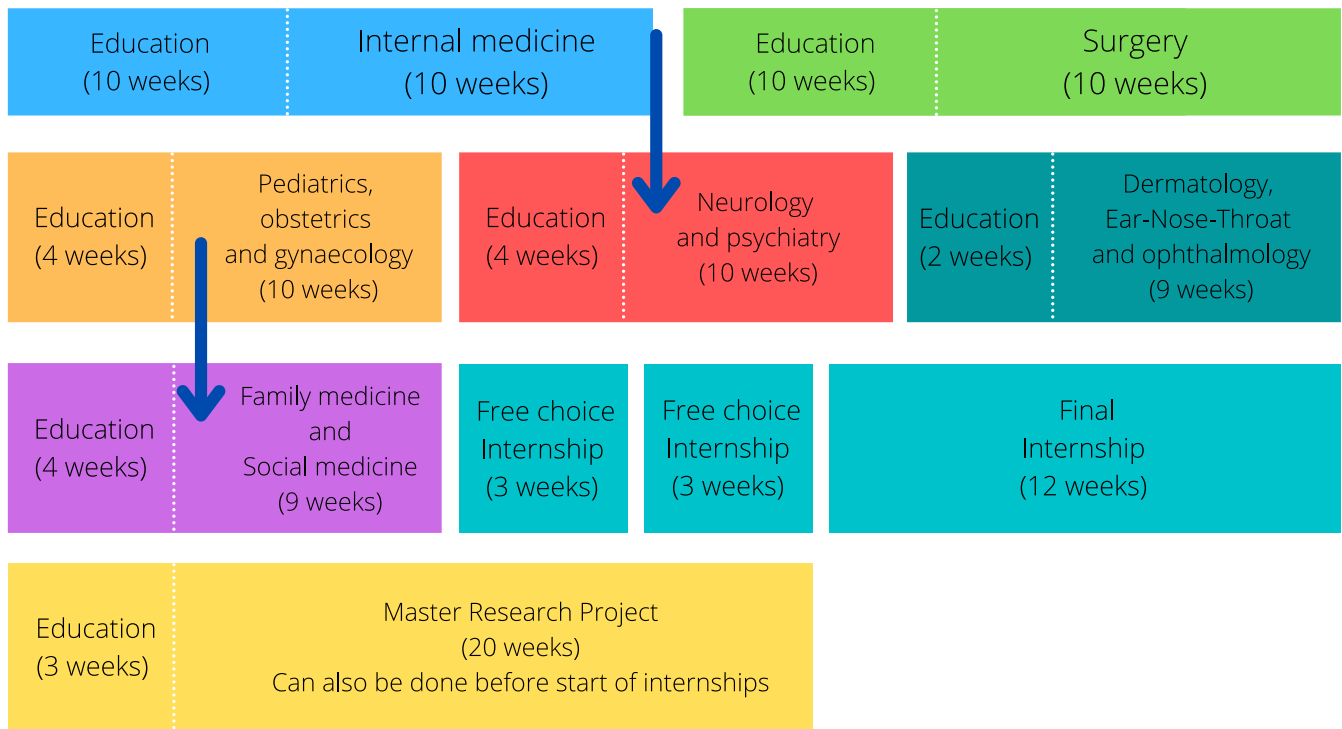 Education
(10 weeks)
Internal medicine
(10 weeks)
Education
(10 weeks)
Surgery
(10 weeks)
Education
(4 weeks)
Pediatrics,
obstetrics
and gynaecology
(10 weeks)
Education
(4 weeks)
Neurology
and psychiatry
(10 weeks)
Education
(2 weeks)
Dermatology,
Ear-Nose-Throat
and ophthalmology
(9 weeks)
Education
(4 weeks)
Family medicine
and
Social medicine
(9 weeks)
Free choice
Internship
(3 weeks)
Free choice
Internship
(3 weeks)
Final
Internship
(12 weeks)
Education
(3 weeks)
Master Research Project
(20 weeks)
Can also be done before start of internships